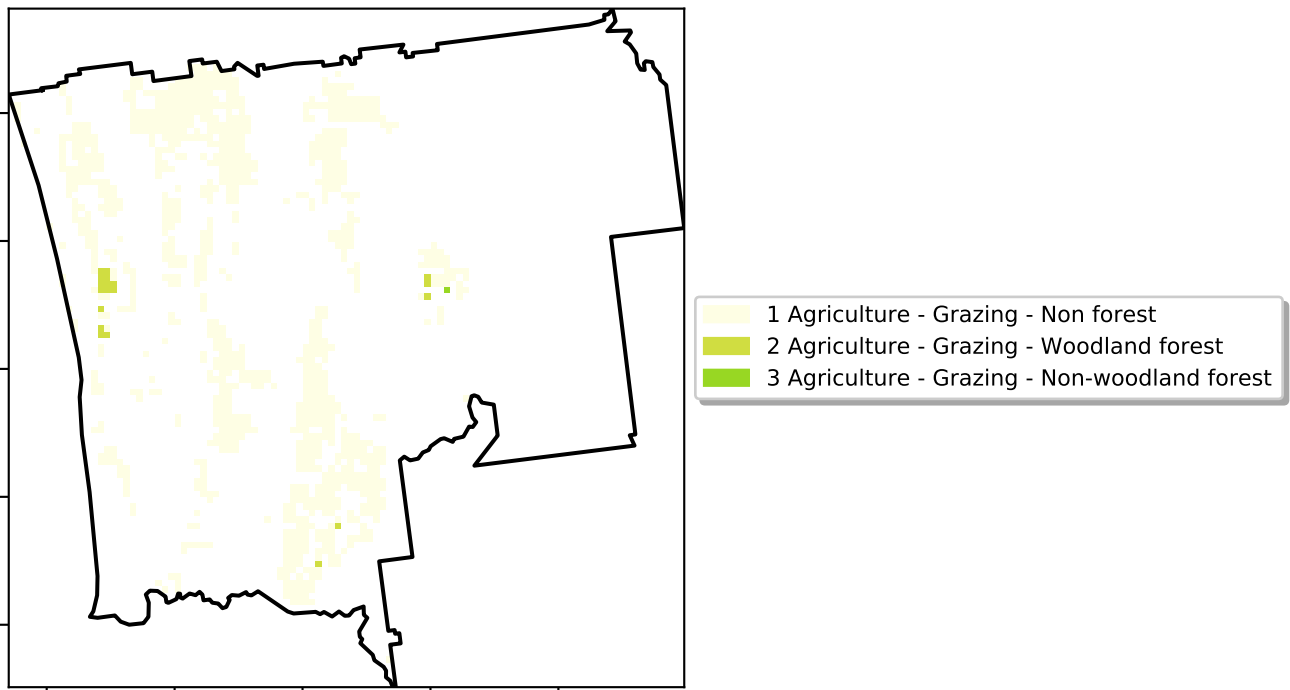 1 Agriculture - Grazing - Non forest
2 Agriculture - Grazing - Woodland forest
3 Agriculture - Grazing - Non-woodland forest